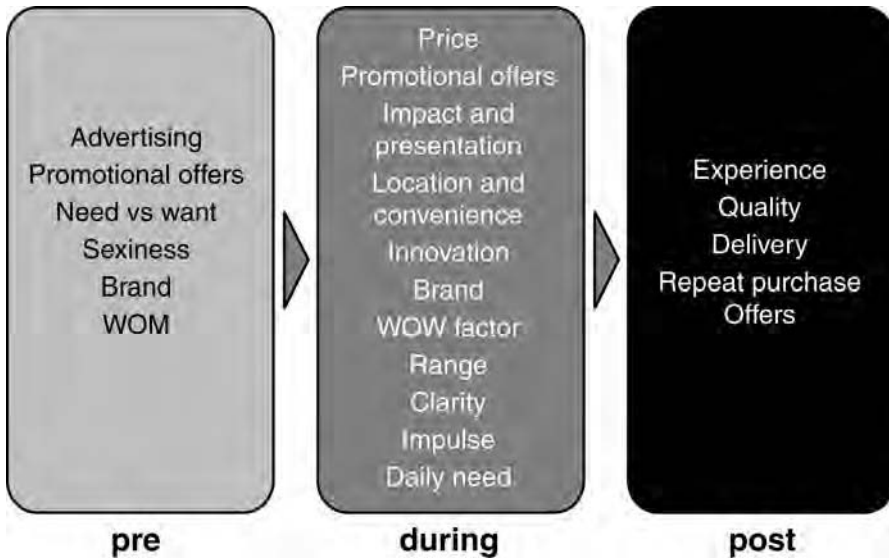 Advertising
Promotional offers
Need vs want
Sexiness
Brand
WOM
pre
Price
Promotional offers
Impact and
presentation
Location and
convenience
Innovation
Brand
WOW factor
Range
Clarity
Impulse
Daily need
during
Experience
Quality
Delivery
Repeat purchase
Offers
post